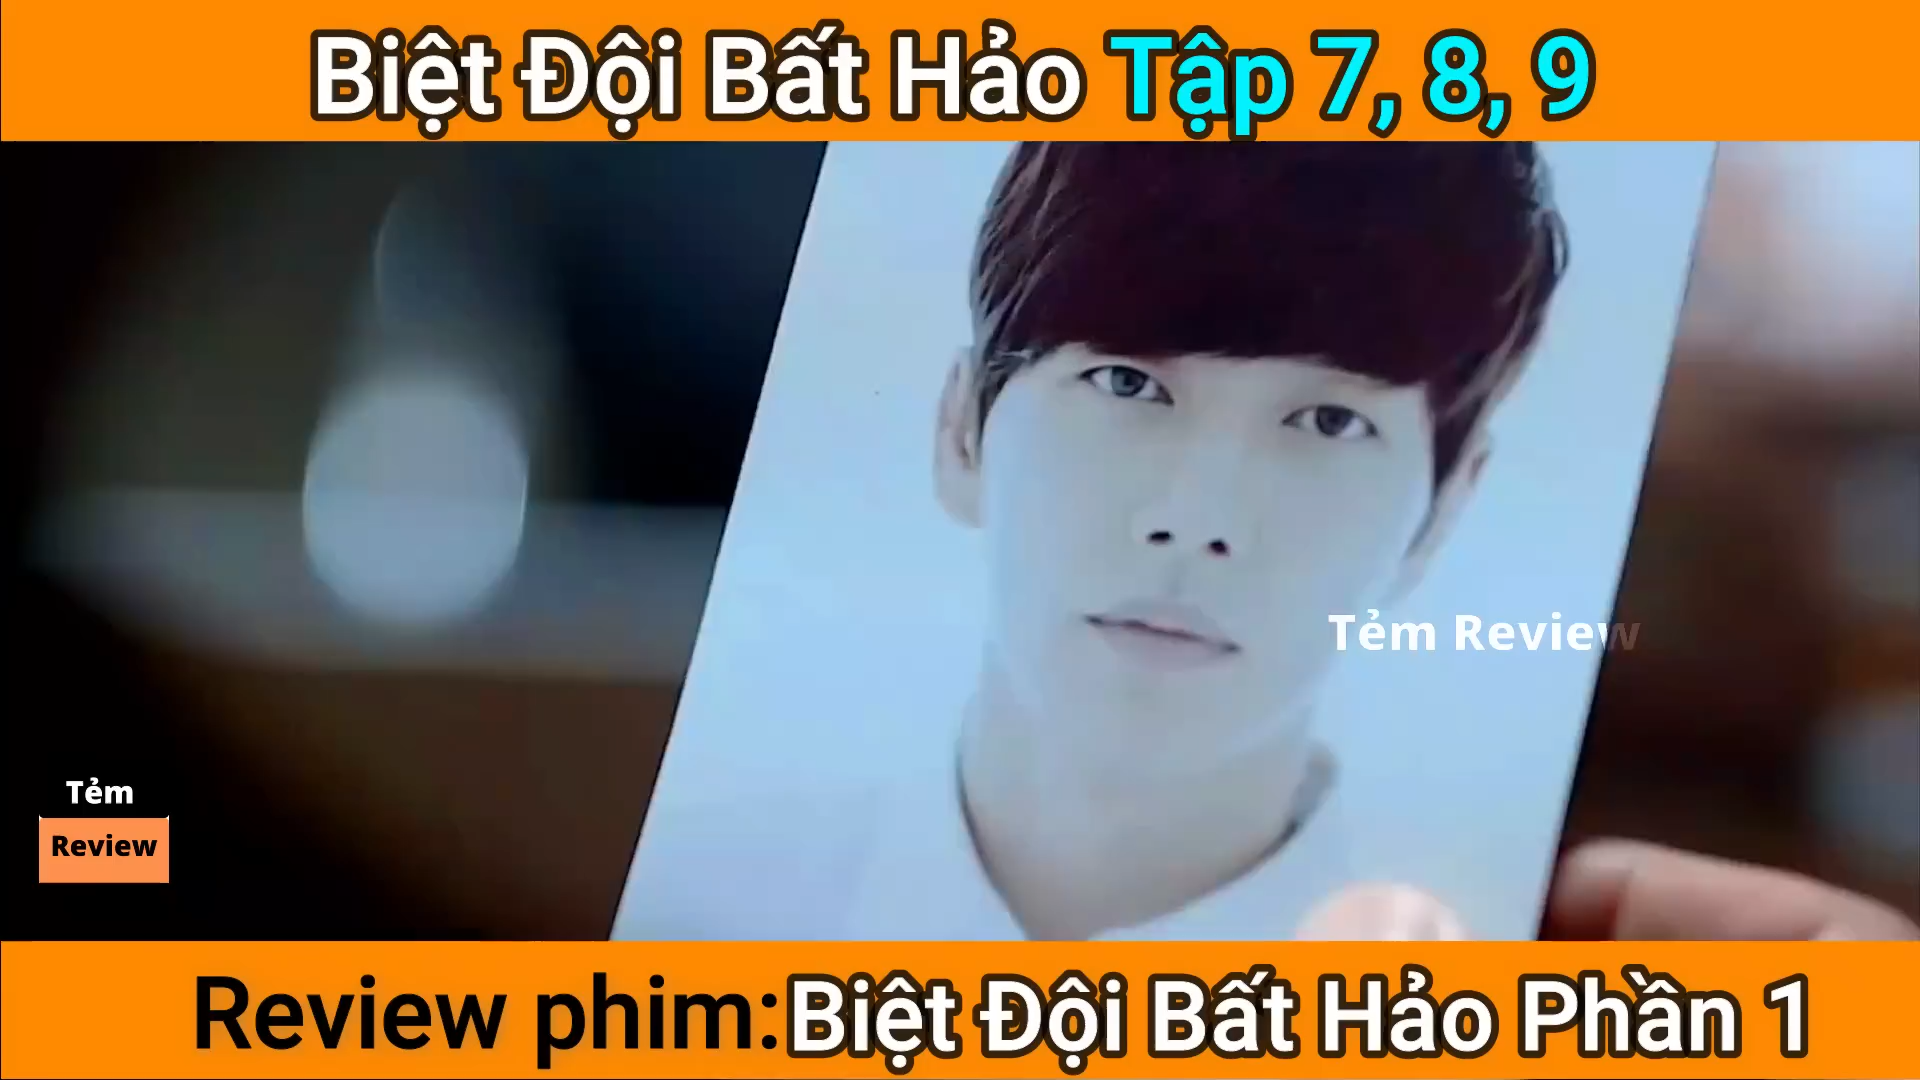 Biệt Đội Bất Hảo Tập 7, 8, 9
Tẻm Review
Tẻm
Review
Review phim:Biệt Đội Bất Hảo Phần 1